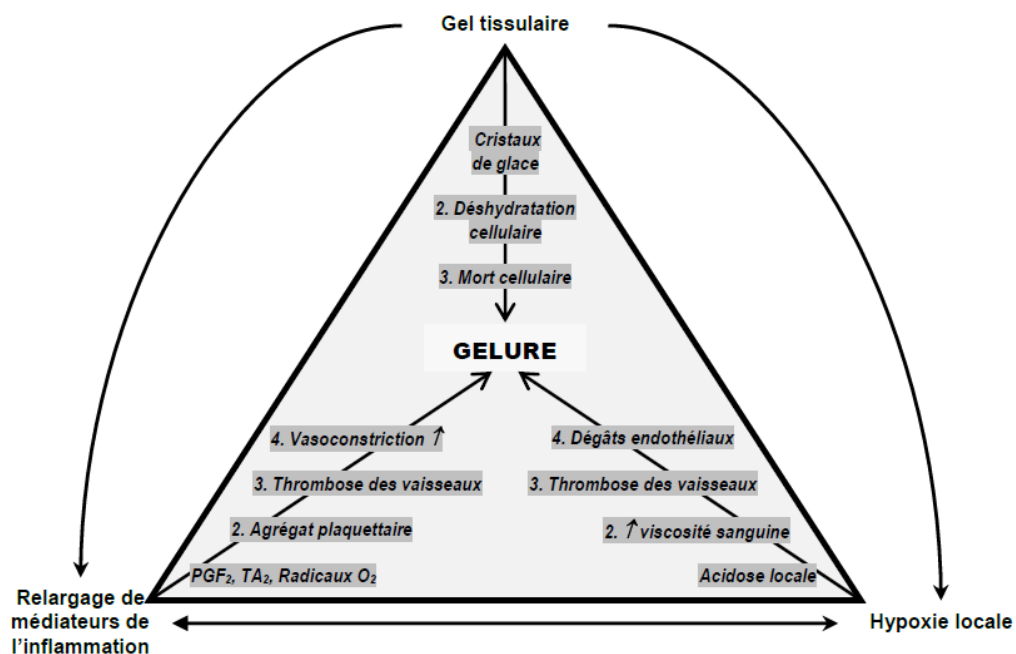 Gel tissulaire
Cristaux
de glace
2. Déshydratation
cellulaire
3. Mort cellulaire
GELURE
4. Vasoconstriction ↑
3. Thrombose des vaisseaux
2. Agrégat plaquettaire
PGF₂, TA₂, Radicaux O₂
4. Dégâts endothéliaux
3. Thrombose des vaisseaux
2. ↑ viscosité sanguine
Acidose locale
Relargage de
médiateurs de
l’inflammation
Hypoxie locale